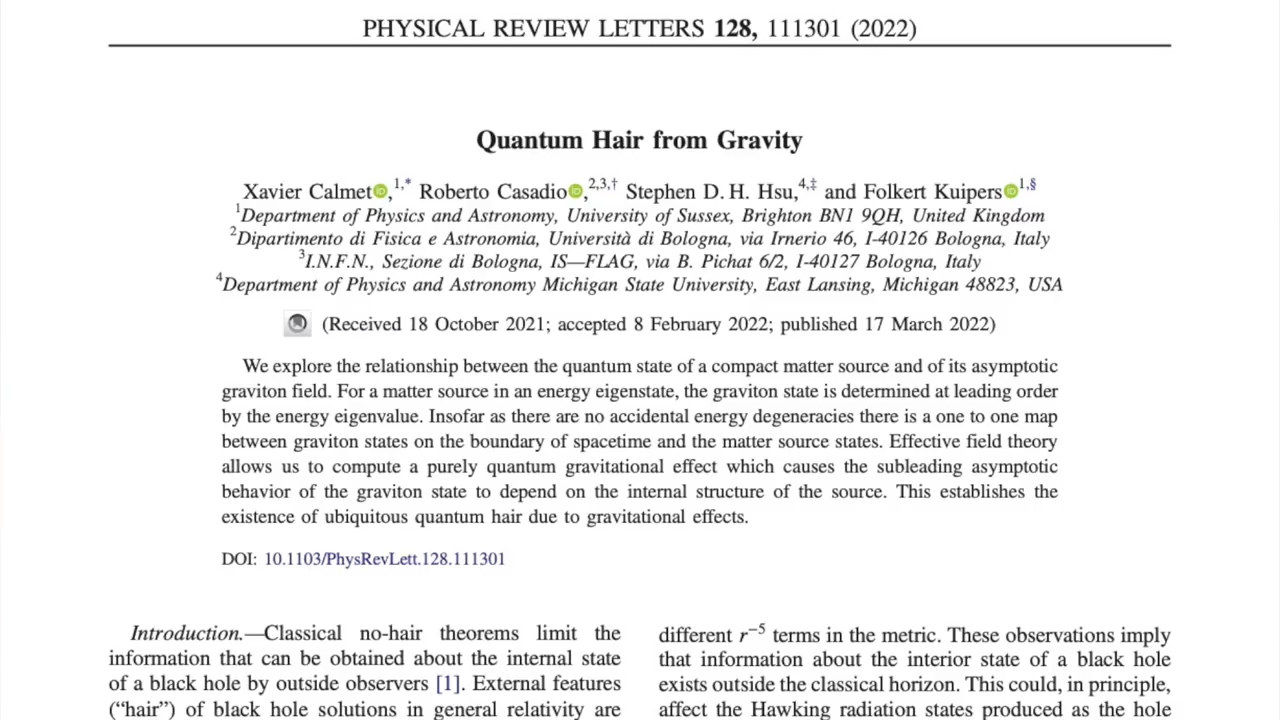 PHYSICAL REVIEW LETTERS 128, 111301 (2022)
Quantum Hair from Gravity
Xavier Calmet,1,* Roberto Casadio,2,3,† Stephen D. H. Hsu,4,‡ and Folkert Kuipers1,§
1Department of Physics and Astronomy, University of Sussex, Brighton BN1 9QH, United Kingdom
2Dipartimento di Fisica e Astronomia, Università di Bologna, via Irnerio 46, I-40126 Bologna, Italy
3I.N.F.N., Sezione di Bologna, IS—FLAG, via B. Pichat 6/2, I-40127 Bologna, Italy
4Department of Physics and Astronomy Michigan State University, East Lansing, Michigan 48823, USA
(Received 18 October 2021; accepted 8 February 2022; published 17 March 2022)
We explore the relationship between the quantum state of a compact matter source and of its asymptotic
graviton field. For a matter source in an energy eigenstate, the graviton state is determined at leading order
by the energy eigenvalue. Insofar as there are no accidental energy degeneracies there is a one to one map
between graviton states on the boundary of spacetime and the matter source states. Effective field theory
allows us to compute a purely quantum gravitational effect which causes the subleading asymptotic
behavior of the graviton state to depend on the internal structure of the source. This establishes the
existence of ubiquitous quantum hair due to gravitational effects.
DOI: 10.1103/PhysRevLett.128.111301
Introduction.—Classical no-hair theorems limit the
information that can be obtained about the internal state
of a black hole by outside observers [1]. External features
(“hair”) of black hole solutions in general relativity are
different r−5 terms in the metric. These observations imply
that information about the interior state of a black hole
exists outside the classical horizon. This could, in principle,
affect the Hawking radiation states produced as the hole